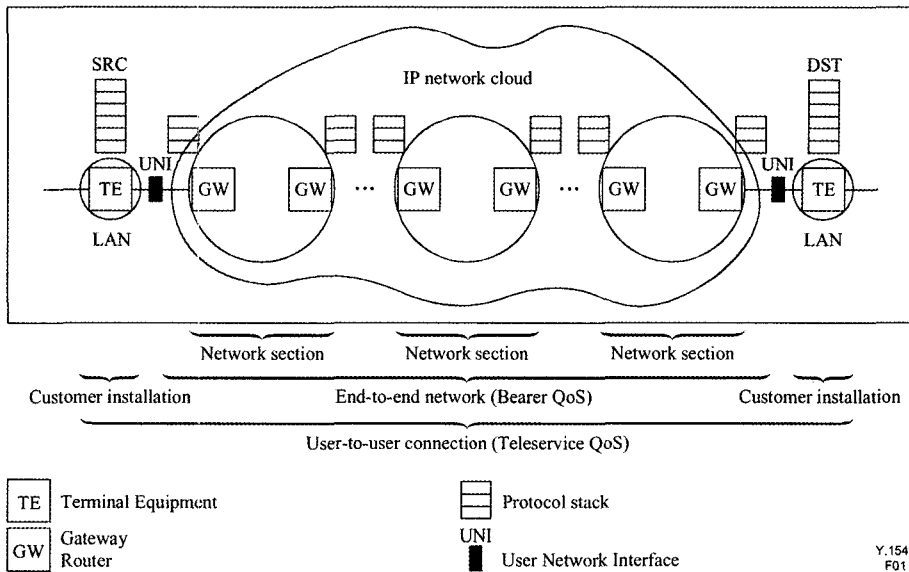 SRC
DST
IP network cloud
UNI
UNI
TE
GW
GW
...
GW
GW
...
GW
GW
TE
LAN
LAN
Network section
Network section
Network section
Customer installation
End-to-end network (Bearer QoS)
Customer installation
User-to-user connection (Teleservice QoS)
TE Terminal Equipment
Protocol stack
GW Gateway
Router
UNI
User Network Interface
Y.154
F01